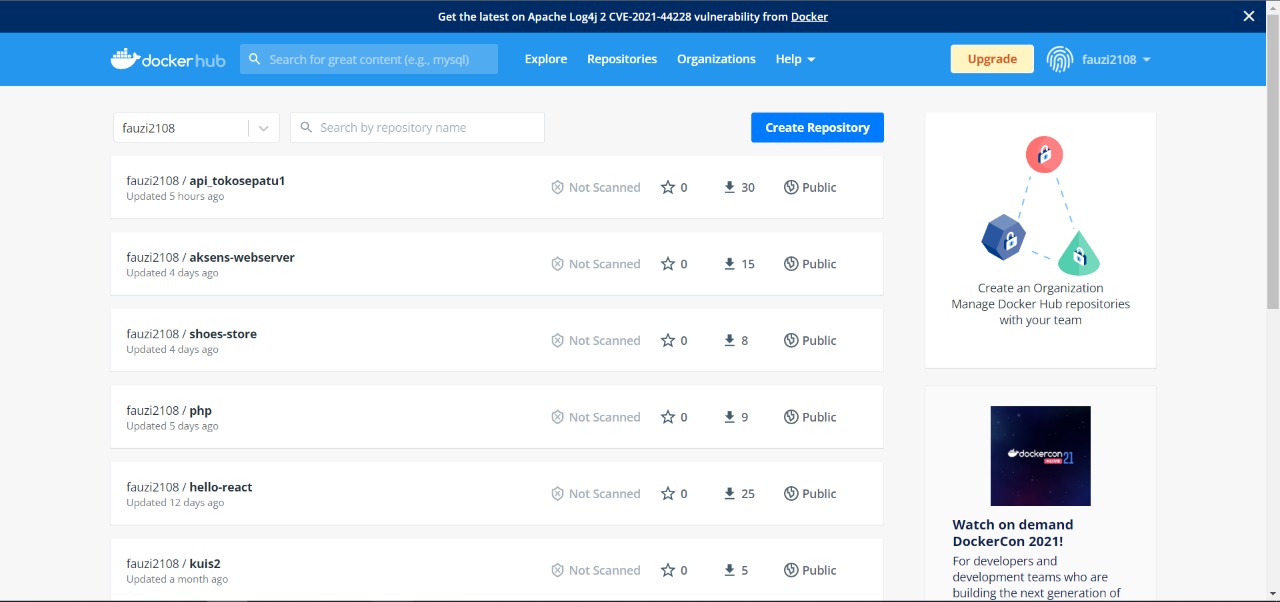 Get the latest on Apache Log4j 2 CVE-2021-44228 vulnerability from Docker
docker hub
Search for great content (e.g., mysql)
Explore
Repositories
Organizations
Help
Upgrade
fauzi2108
fauzi2108
Search by repository name
Create Repository
fauzi2108 / api_tokosepatu1
Updated 5 hours ago
Not Scanned
0
30
Public
fauzi2108 / aksens-webserver
Updated 4 days ago
Not Scanned
0
15
Public
fauzi2108 / shoes-store
Updated 4 days ago
Not Scanned
0
8
Public
fauzi2108 / php
Updated 5 days ago
Not Scanned
0
9
Public
fauzi2108 / hello-react
Updated 12 days ago
Not Scanned
0
25
Public
fauzi2108 / kuis2
Updated a month ago
Not Scanned
0
5
Public
Create an Organization
Manage Docker Hub repositories
with your team
dockercon
LIVE 21
Watch on demand
DockerCon 2021!
For developers and
development teams who are
building the next generation of